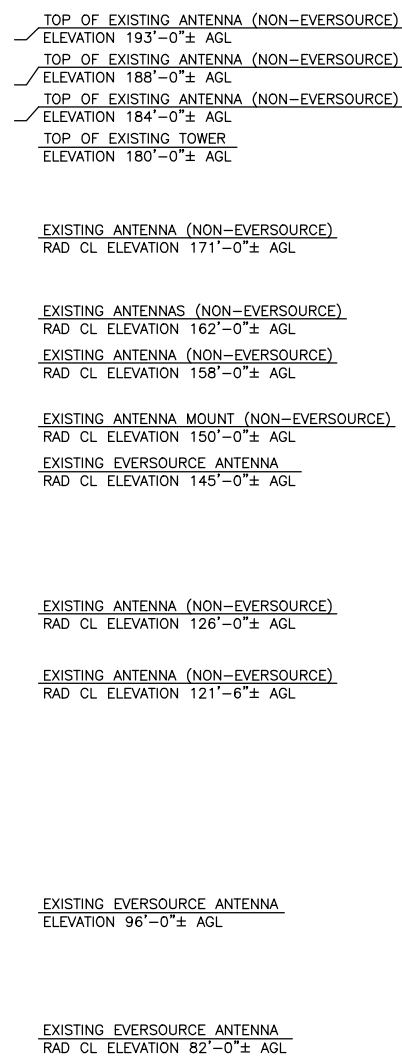 TOP OF EXISTING ANTENNA (NON-EVERSOURCE)
ELEVATION 193'-0"± AGL
TOP OF EXISTING ANTENNA (NON-EVERSOURCE)
ELEVATION 188'-0"± AGL
TOP OF EXISTING ANTENNA (NON-EVERSOURCE)
ELEVATION 184'-0"± AGL
TOP OF EXISTING TOWER
ELEVATION 180'-0"± AGL
EXISTING ANTENNA (NON-EVERSOURCE)
RAD CL ELEVATION 171'-0"± AGL
EXISTING ANTENNAS (NON-EVERSOURCE)
RAD CL ELEVATION 162'-0"± AGL
EXISTING ANTENNA (NON-EVERSOURCE)
RAD CL ELEVATION 158'-0"± AGL
EXISTING ANTENNA MOUNT (NON-EVERSOURCE)
RAD CL ELEVATION 150'-0"± AGL
EXISTING EVERSOURCE ANTENNA
RAD CL ELEVATION 145'-0"± AGL
EXISTING ANTENNA (NON-EVERSOURCE)
RAD CL ELEVATION 126'-0"± AGL
EXISTING ANTENNA (NON-EVERSOURCE)
RAD CL ELEVATION 121'-6"± AGL
EXISTING EVERSOURCE ANTENNA
ELEVATION 96'-0"± AGL
EXISTING EVERSOURCE ANTENNA
RAD CL ELEVATION 82'-0"± AGL